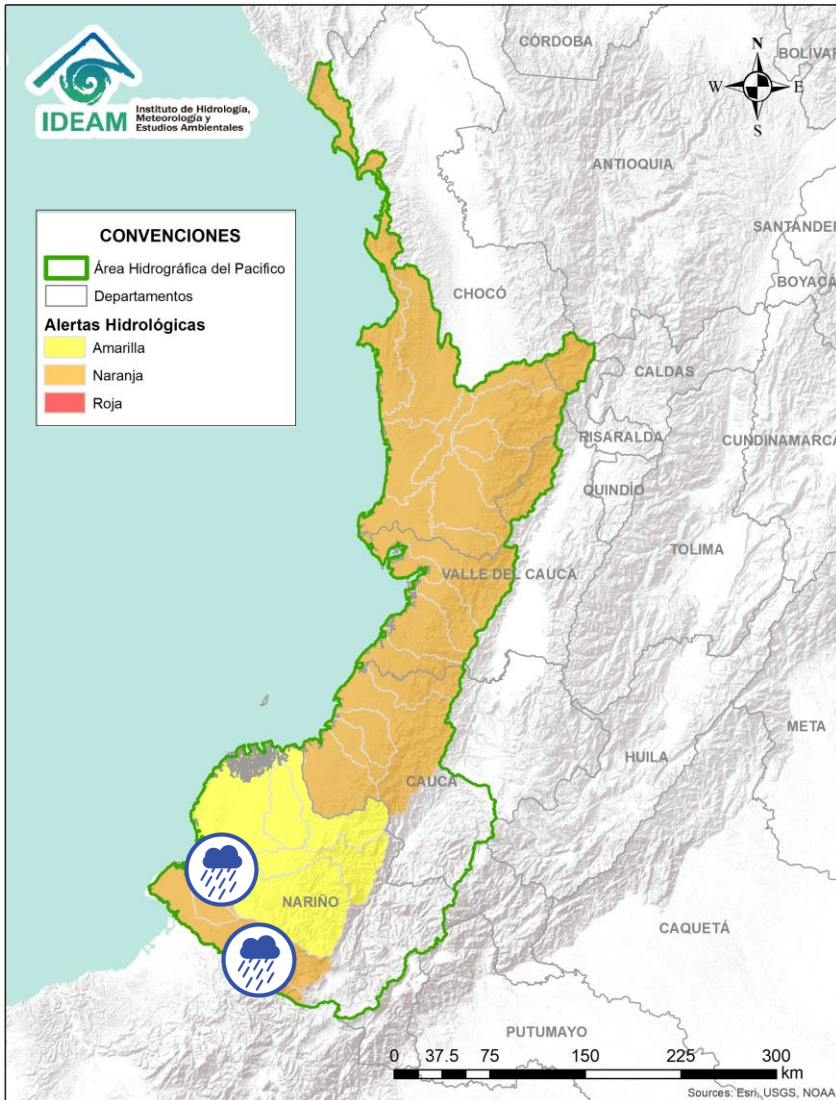 IDEAM
Instituto de Hidrología,
Meteorología y
Estudios Ambientales
CÓRDOBA
BOLÍVAR
N
W
E
S
ANTIOQUIA
CONVENCIONES
Área Hidrográfica del Pacifico
Departamentos
Alertas Hidrológicas
Amarilla
Naranja
Roja
SANTANDER
BOYACÁ
CHOCÓ
CALDAS
RISARALDA
CUNDINAMARCA
QUINDÍO
TOLIMA
VALLE DEL CAUCA
META
HUILA
CAUCA
NARIÑO
CAQUETÁ
PUTUMAYO
0 37.5 75 150 225 300
km
Sources: Esri, USGS, NOAA